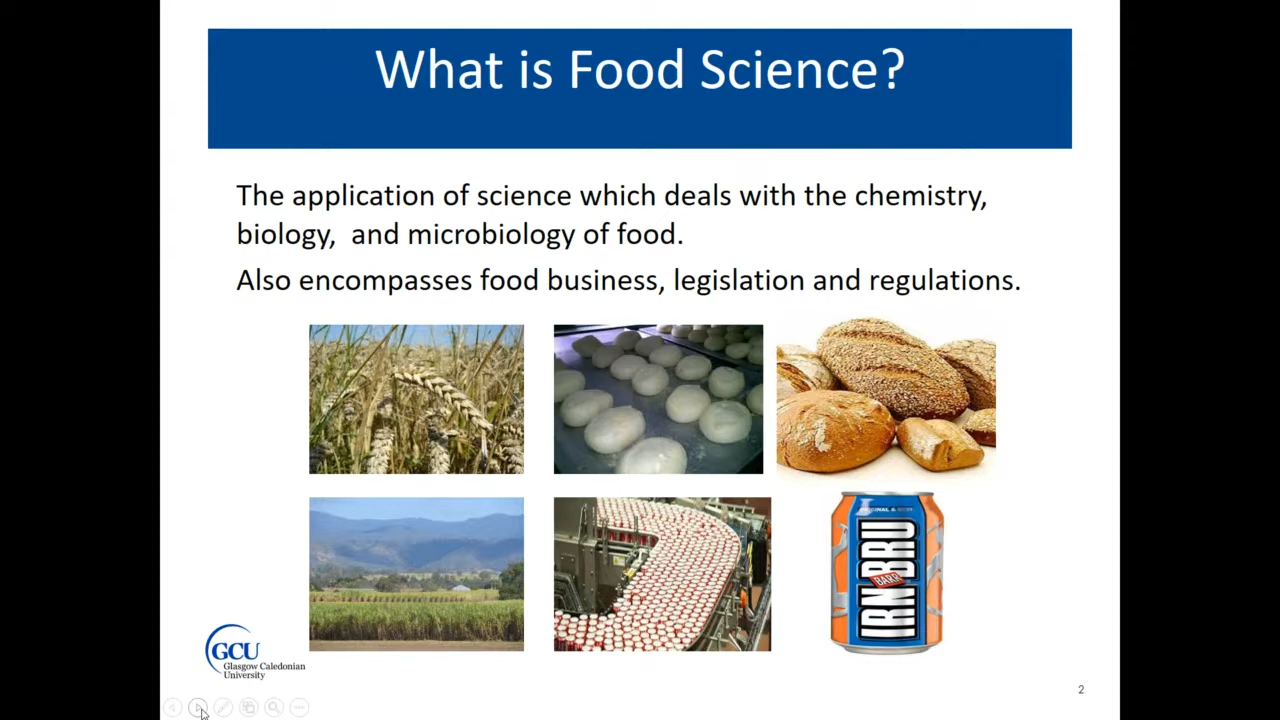 What is Food Science?
The application of science which deals with the chemistry,
biology, and microbiology of food.
Also encompasses food business, legislation and regulations.
IRN-BRU
BARR
GCU
Glasgow Caledonian
University
2